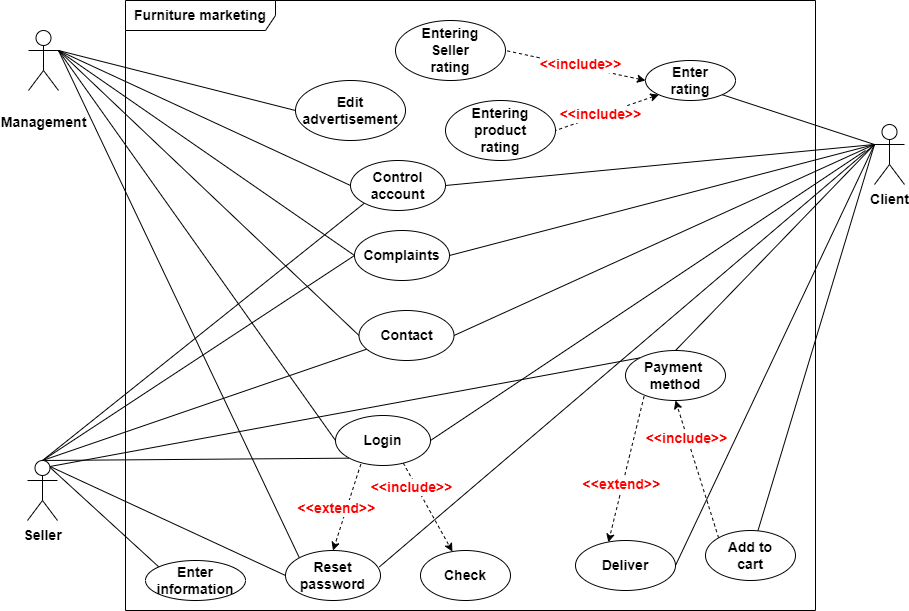 Furniture marketing
Entering
Seller
rating
<<include>>
Enter
rating
Management
Edit
advertisement
Entering
product
rating
<<include>>
Client
Control
account
Complaints
Contact
Payment
method
Login
<<include>>
<<extend>>
<<include>>
<<extend>>
Seller
Enter
information
Reset
password
Check
Deliver
Add to
cart